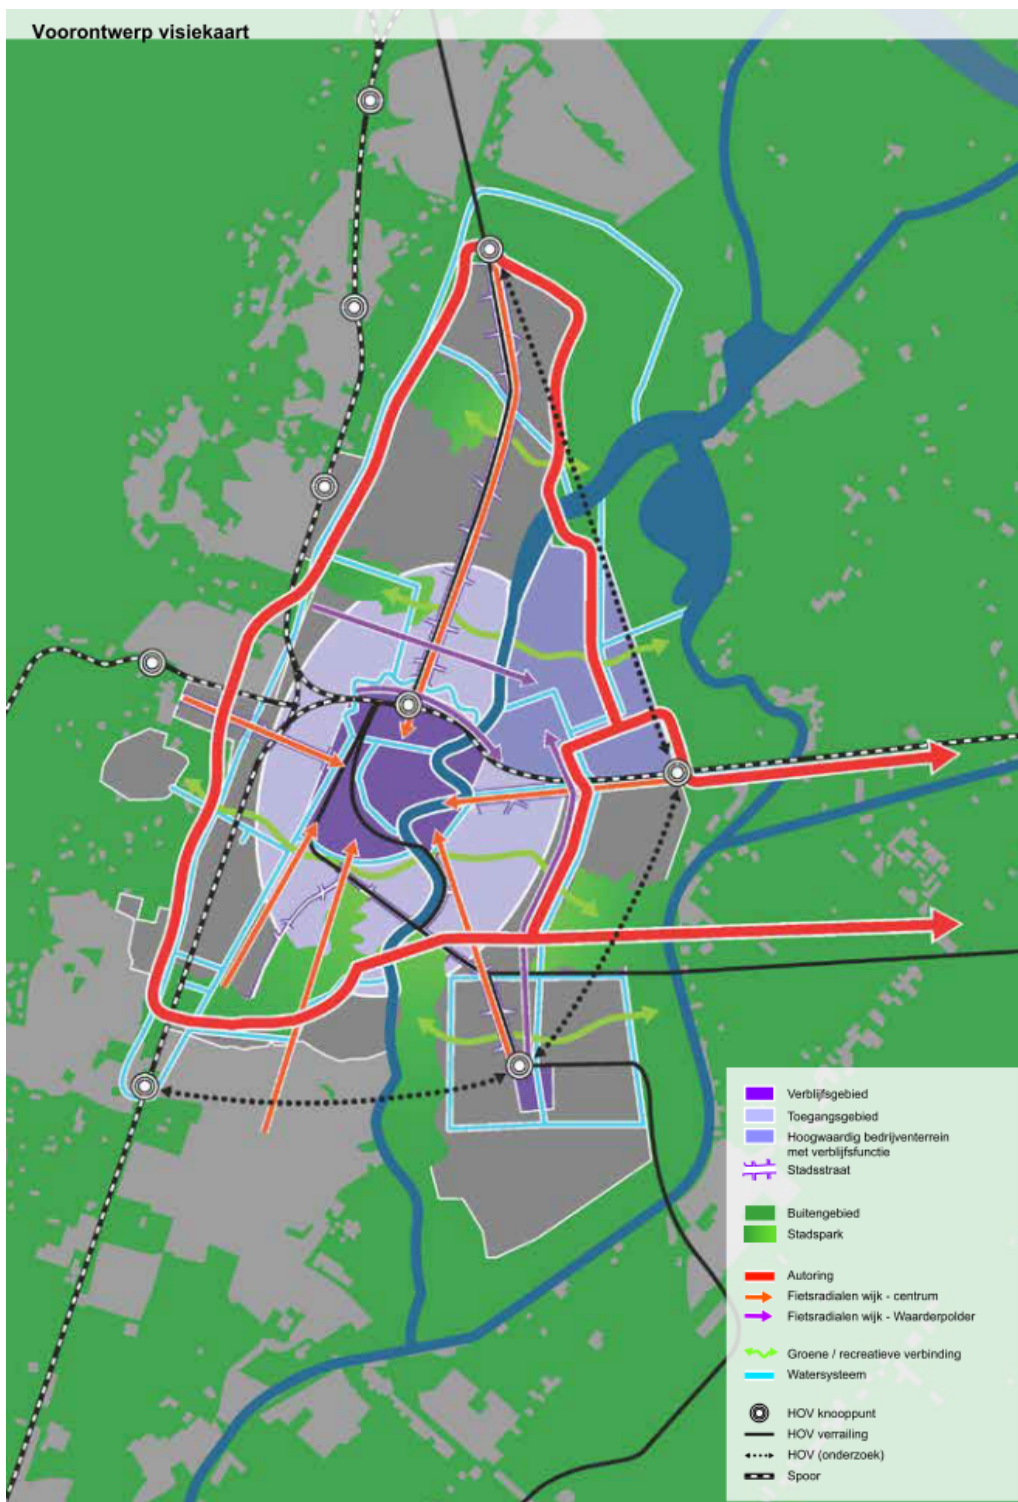 Voorontwerp visiekaart
Verblijfsgebied
Toegangsgebied
Hoogwaardig bedrijventerrein
met verblijfsfunctie
Stadsstraat
Buitengebied
Stadspark
Autoring
Fietsradialen wijk - centrum
Fietsradialen wijk - Waarderpolder
Groene / recreatieve verbinding
Watersysteem
HOV knooppunt
HOV verrailing
HOV (onderzoek)
Spoor